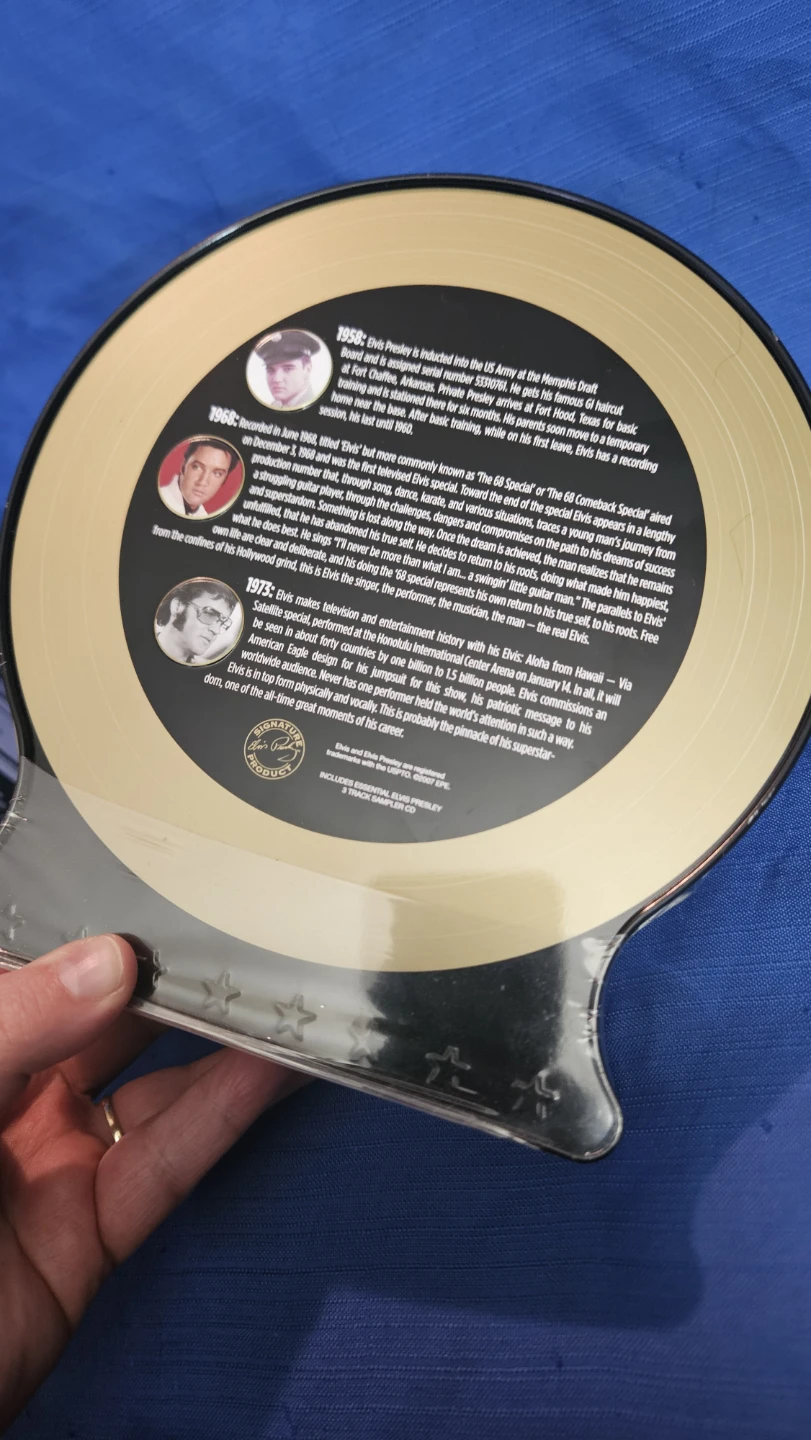 1958: Elvis Presley is inducted into the US Army at the Memphis Draft
Board and is assigned serial number 53310761. He gets his famous GI haircut
at Fort Chaffee, Arkansas. Private Presley arrives at Fort Hood, Texas for basic
training and is stationed there for six months. His parents soon move to a temporary
home near the base. After basic training, while on his first leave, Elvis has a recording
session, his last until 1960.
1968: Recorded in June 1968, titled 'Elvis' but more commonly known as 'The 68 Special' or 'The 68 Comeback Special' aired
on December 3, 1968 and was the first televised Elvis special. Toward the end of the special Elvis appears in a lengthy
production number that, through song, dance, karate, and various situations, traces a young man's journey from
a struggling guitar player, through the challenges, dangers and compromises on the path to his dreams of success
and superstardom. Something is lost along the way. Once the dream is achieved, the man realizes that he remains
unfulfilled, that he has abandoned his true self. He decides to return to his roots, doing what made him happiest,
what he does best. He sings "I'll never be more than what I am... a swingin' little guitar man." The parallels to Elvis'
own life are clear and deliberate, and his doing the '68 special represents his own return to his true self, to his roots. Free
from the confines of his Hollywood grind, this is Elvis the singer, the performer, the musician, the man — the real Elvis.
1973: Elvis makes television and entertainment history with his Elvis: Aloha from Hawaii — Via
Satellite special, performed at the Honolulu International Center Arena on January 14. In all, it will
be seen in about forty countries by one billion to 1.5 billion people. Elvis commissions an
American Eagle design for his jumpsuit for this show, his patriotic message to his
worldwide audience. Never has one performer held the world's attention in such a way.
Elvis is in top form physically and vocally. This is probably the pinnacle of his superstar-
dom, one of the all-time great moments of his career.
SIGNATURE
Elvis Presley
PRODUCT
Elvis and Elvis Presley are registered
trademarks with the USPTO. ©2007 EPE.
INCLUDES ESSENTIAL ELVIS PRESLEY
3 TRACK SAMPLER CD